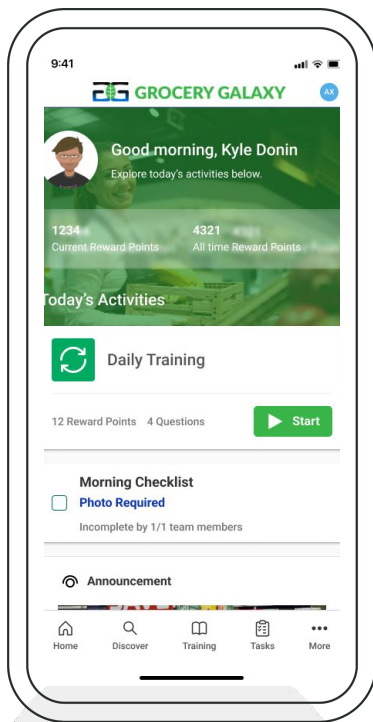 9:41
GG GROCERY GALAXY
AX
Good morning, Kyle Donin
Explore today's activities below.
1234 4321
Current Reward Points All time Reward Points
Today's Activities
Daily Training
12 Reward Points 4 Questions Start
Morning Checklist
Photo Required
Incomplete by 1/1 team members
Announcement
Home Discover Training Tasks More